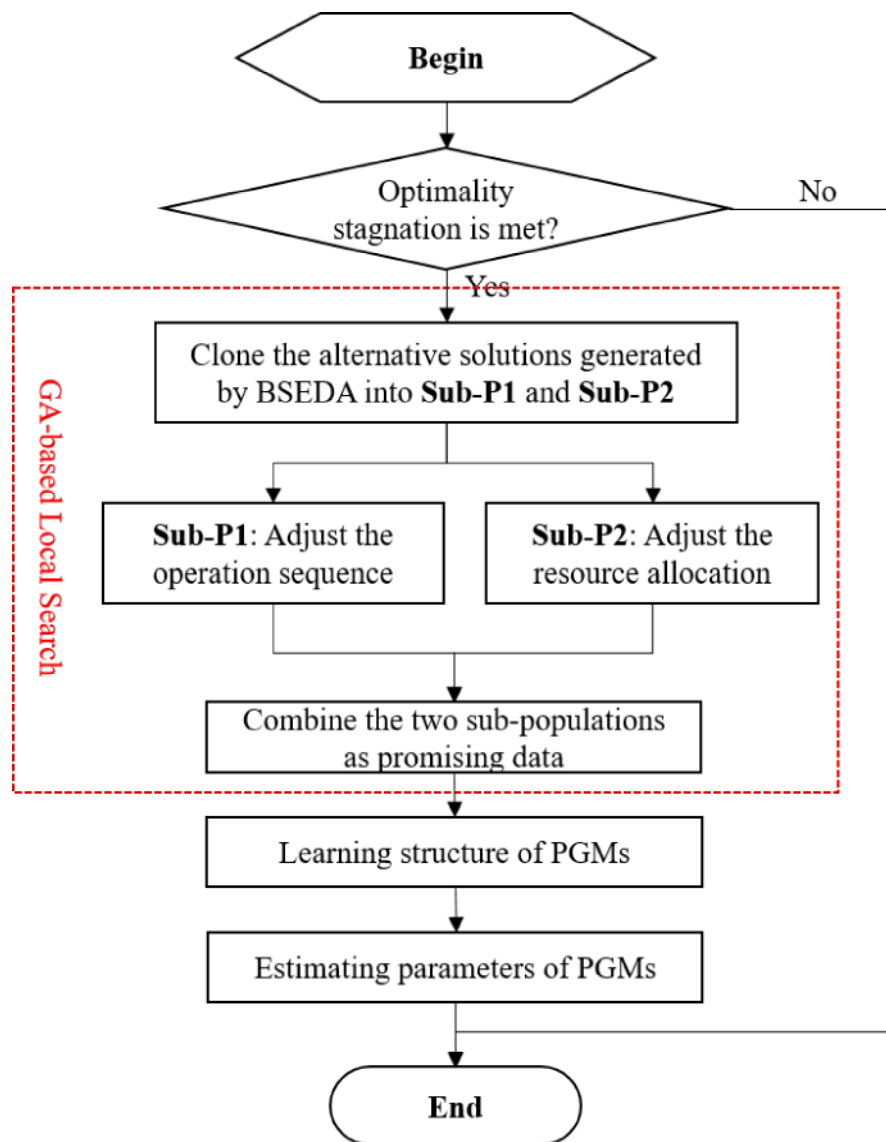 Begin
Optimality
stagnation is met?
No
Yes
GA-based Local Search
Clone the alternative solutions generated
by BSEDA into Sub-P1 and Sub-P2
Sub-P1: Adjust the
operation sequence
Sub-P2: Adjust the
resource allocation
Combine the two sub-populations
as promising data
Learning structure of PGMs
Estimating parameters of PGMs
End